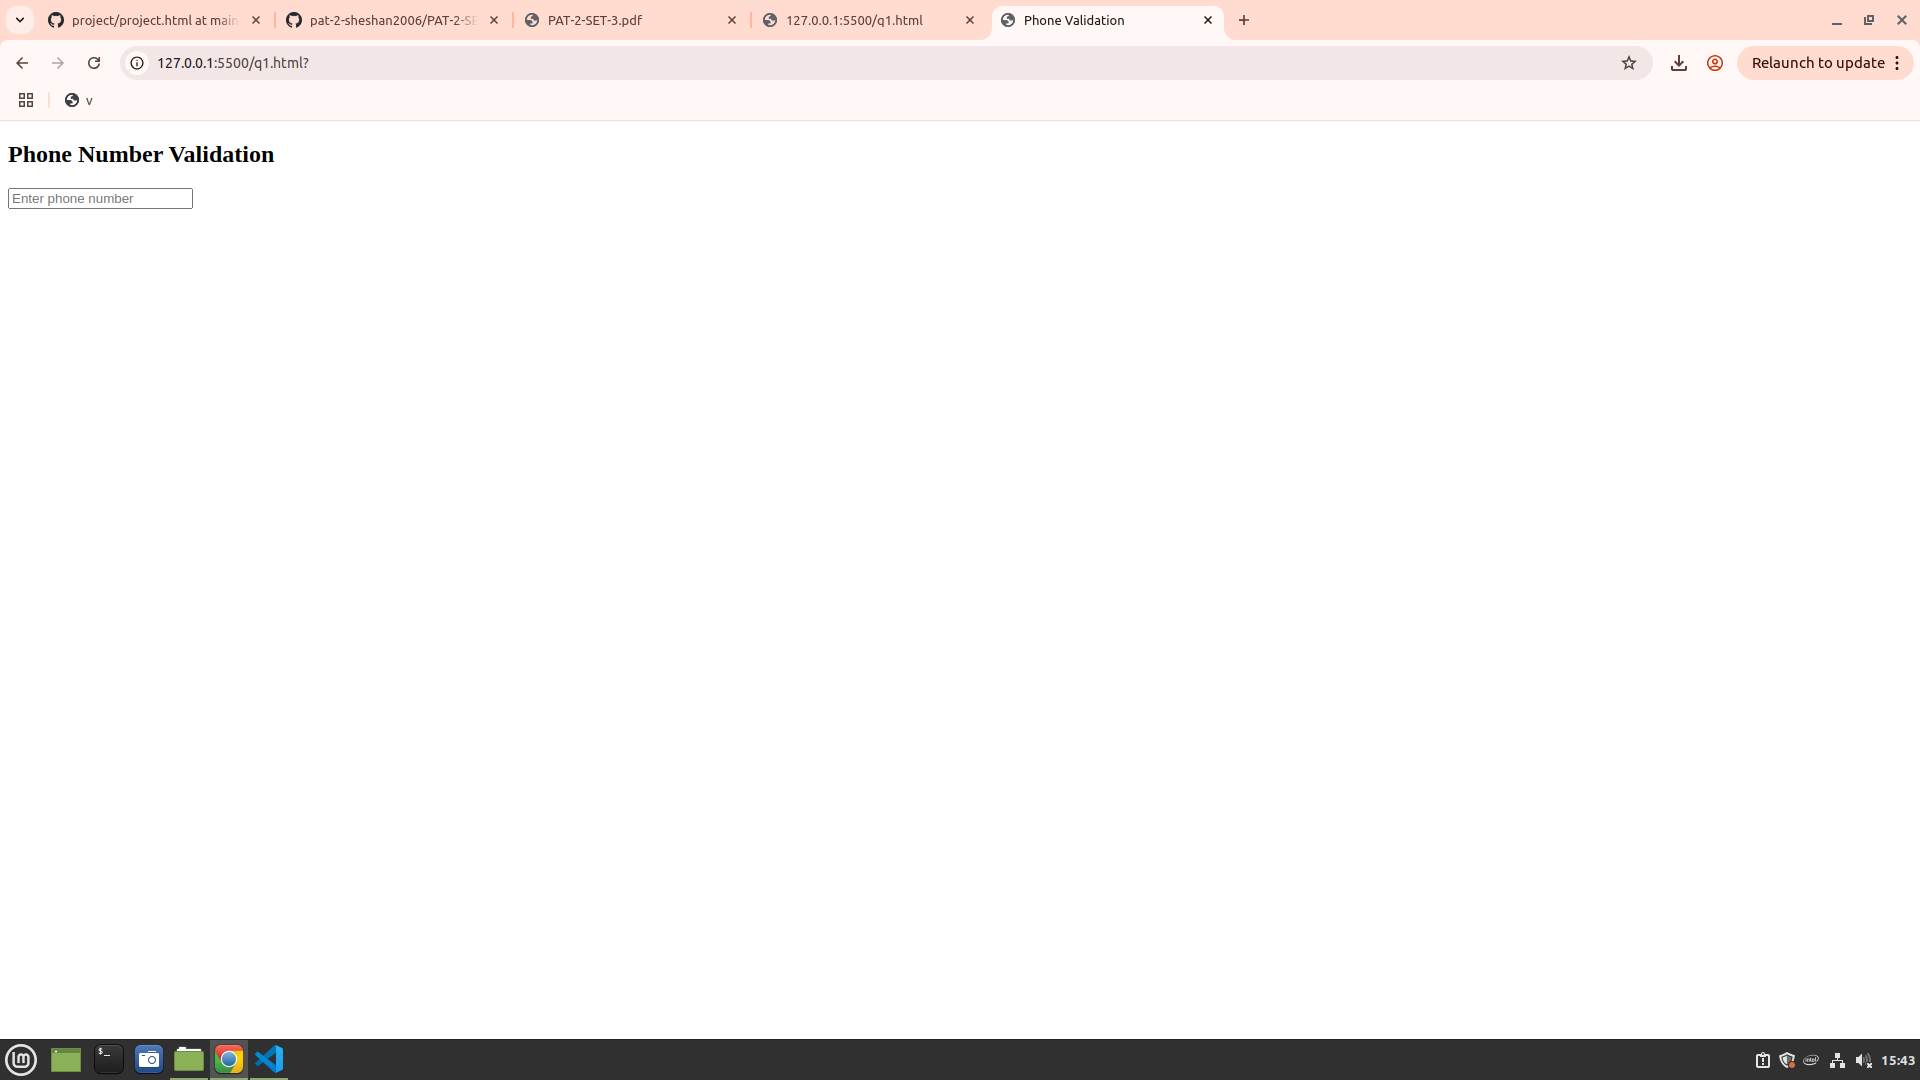 project/project.html at main
pat-2-sheshan2006/PAT-2-SE
PAT-2-SET-3.pdf
127.0.0.1:5500/q1.html
Phone Validation
127.0.0.1:5500/q1.html?
Relaunch to update
v
Phone Number Validation
Enter phone number
15:43